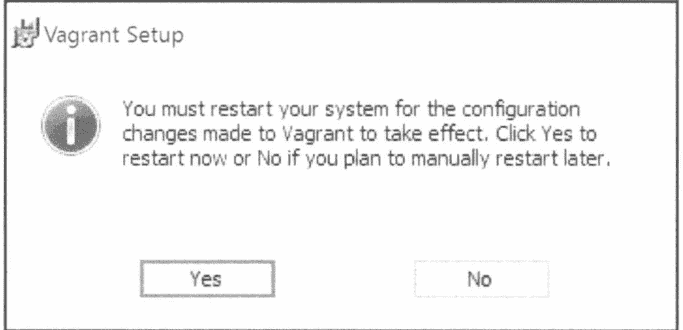 Vagrant Setup
You must restart your system for the configuration
changes made to Vagrant to take effect. Click Yes to
restart now or No if you plan to manually restart later.
Yes
No